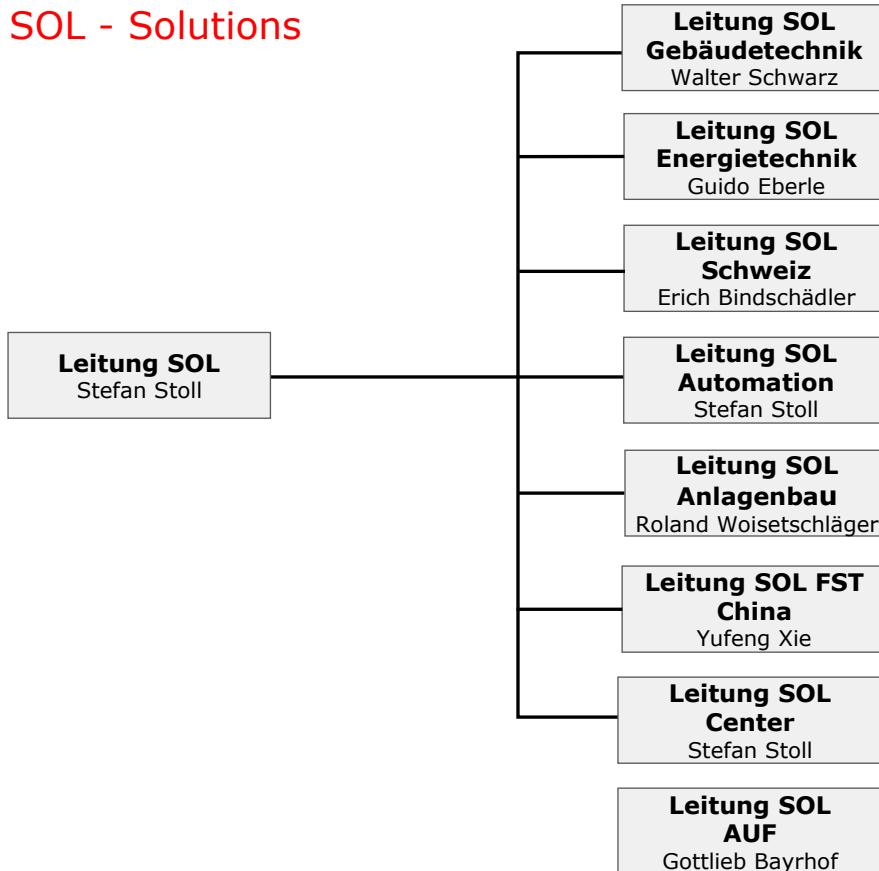 SOL - Solutions
Leitung SOL
Gebäudetechnik
Walter Schwarz
Leitung SOL
Energietechnik
Guido Eberle
Leitung SOL
Schweiz
Erich Bindschädler
Leitung SOL
Stefan Stoll
Leitung SOL
Automation
Stefan Stoll
Leitung SOL
Anlagenbau
Roland Woisetschläger
Leitung SOL FST
China
Yufeng Xie
Leitung SOL
Center
Stefan Stoll
Leitung SOL
AUF
Gottlieb Bayrhof